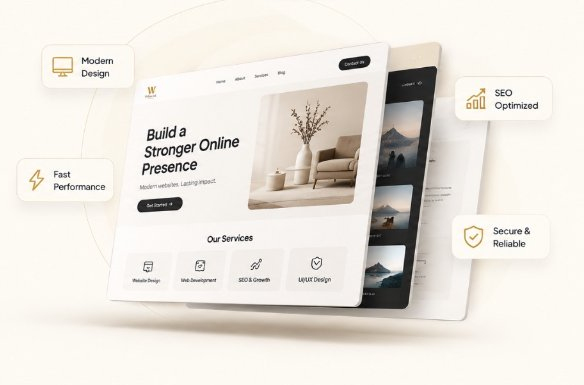 Modern
Design
Fast
Performance
SEO
Optimized
Secure &
Reliable
W
Home About Services Blog
Contact Us
Build a
Stronger Online
Presence
Modern websites. Lasting impact.
Get Started →
Our Services
Website Design
Web Development
SEO & Growth
UI/UX Design